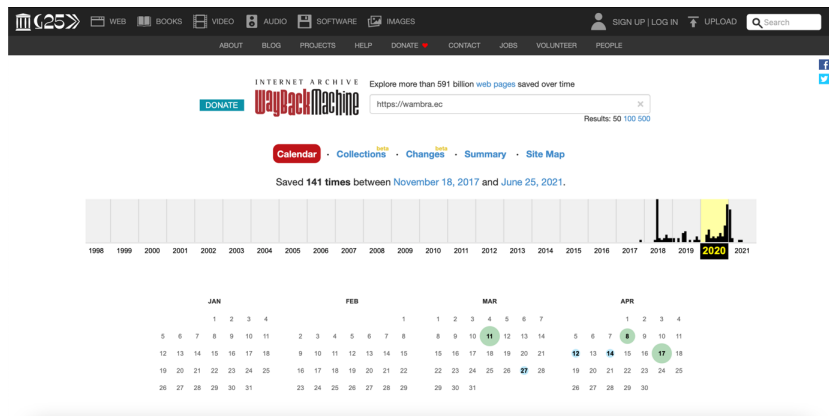 25 WEB BOOKS VIDEO AUDIO SOFTWARE IMAGES SIGN UP | LOG IN UPLOAD Search
ABOUT BLOG PROJECTS HELP DONATE CONTACT JOBS VOLUNTEER PEOPLE
INTERNET ARCHIVE
WayBackMachine
DONATE
Explore more than 591 billion web pages saved over time
https://wambra.ec ×
Results: 50 100 500
Calendar · Collections beta · Changes beta · Summary · Site Map
Saved 141 times between November 18, 2017 and June 25, 2021.
1998 1999 2000 2001 2002 2003 2004 2005 2006 2007 2008 2009 2010 2011 2012 2013 2014 2015 2016 2017 2018 2019 2020 2021
JAN
1 2 3 4
5 6 7 8 9 10 11
12 13 14 15 16 17 18
19 20 21 22 23 24 25
26 27 28 29 30 31
FEB
1
2 3 4 5 6 7 8
9 10 11 12 13 14 15
16 17 18 19 20 21 22
23 24 25 26 27 28 29
MAR
1 2 3 4 5 6 7
8 9 10 11 12 13 14
15 16 17 18 19 20 21
22 23 24 25 26 27 28
29 30 31
APR
1 2 3 4
5 6 7 8 9 10 11
12 13 14 15 16 17 18
19 20 21 22 23 24 25
26 27 28 29 30